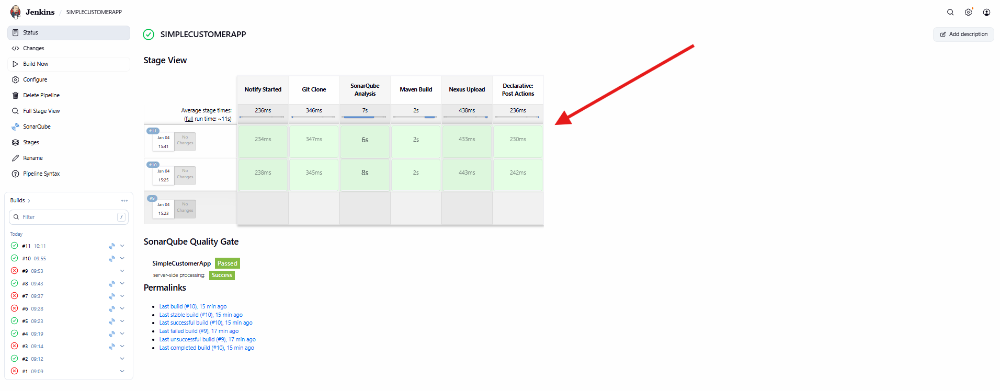 Jenkins / SIMPLECUSTOMERAPP
Status
Changes
Build Now
Configure
Delete Pipeline
Full Stage View
SonarQube
Stages
Rename
Pipeline Syntax
Builds
Filter /
Today
#11 10:11
#10 09:55
#9 09:53
#8 09:43
#7 09:37
#6 09:28
#5 09:23
#4 09:19
#3 09:14
#2 09:12
#1 09:09
SIMPLECUSTOMERAPP
Add description
Stage View
Notify Started
Git Clone
SonarQube
Analysis
Maven Build
Nexus Upload
Declarative:
Post Actions
Average stage times:
(full run time: ~11s)
236ms 346ms 7s 2s 438ms 236ms
#11
Jan 04
15:41
No
Changes
234ms 347ms 6s 2s 433ms 230ms
#10
Jan 04
15:25
No
Changes
238ms 345ms 8s 2s 443ms 242ms
#9
Jan 04
15:23
No
Changes
SonarQube Quality Gate
SimpleCustomerApp Passed
server-side processing: Success
Permalinks
Last build (#10), 15 min ago
Last stable build (#10), 15 min ago
Last successful build (#10), 15 min ago
Last failed build (#9), 17 min ago
Last unsuccessful build (#9), 17 min ago
Last completed build (#10), 15 min ago